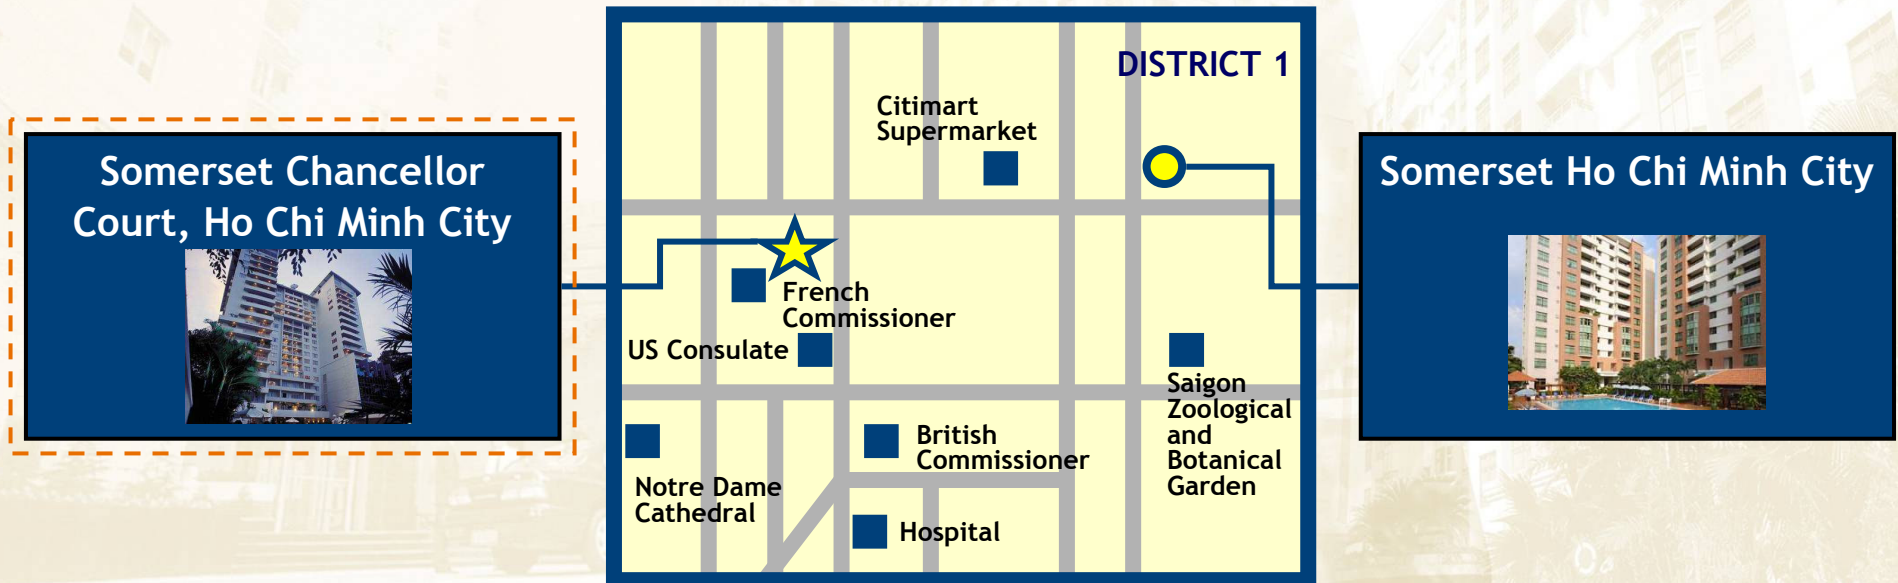 Somerset Chancellor
Court, Ho Chi Minh City
DISTRICT 1
Citimart
Supermarket
French
Commissioner
US Consulate
Saigon
Zoological
and
Botanical
Garden
British
Commissioner
Notre Dame
Cathedral
Hospital
Somerset Ho Chi Minh City